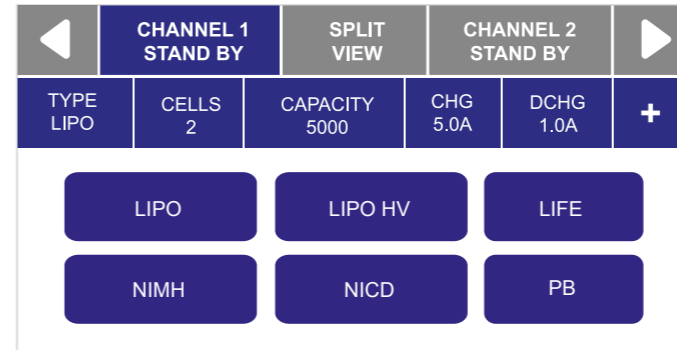 CHANNEL 1
STAND BY
SPLIT
VIEW
CHANNEL 2
STAND BY
TYPE
LIPO
CELLS
2
CAPACITY
5000
CHG
5.0A
DCHG
1.0A
+
LIPO
LIPO HV
LIFE
NIMH
NICD
PB